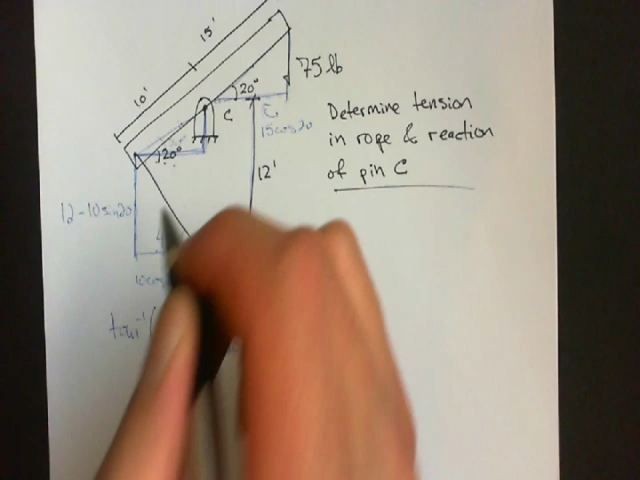 15'
10'
75 lb
20°
C
15cos20
20°
12'
Determine tension
in rope & reaction
of pin C
12-10sin20
10cos
tan⁻¹(